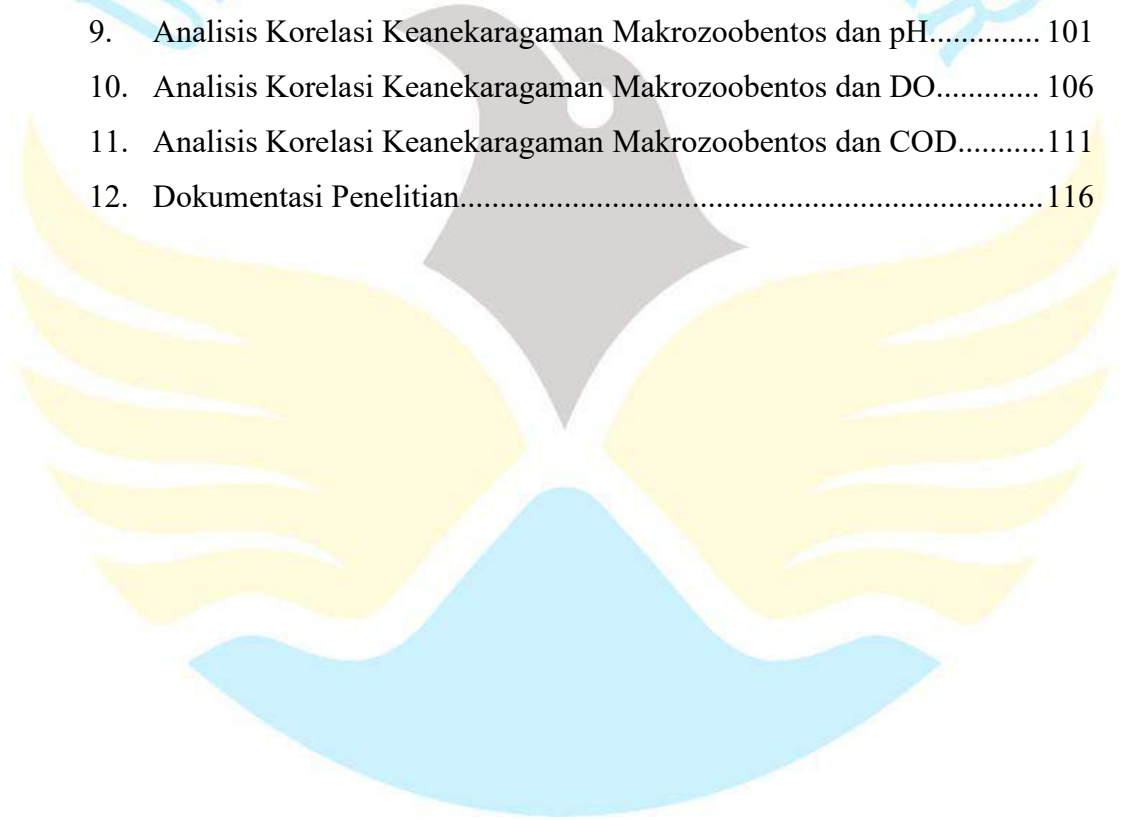 9. Analisis Korelasi Keanekaragaman Makrozoobentos dan pH.............. 101
10. Analisis Korelasi Keanekaragaman Makrozoobentos dan DO............. 106
11. Analisis Korelasi Keanekaragaman Makrozoobentos dan COD...........111
12. Dokumentasi Penelitian..........................................................................116